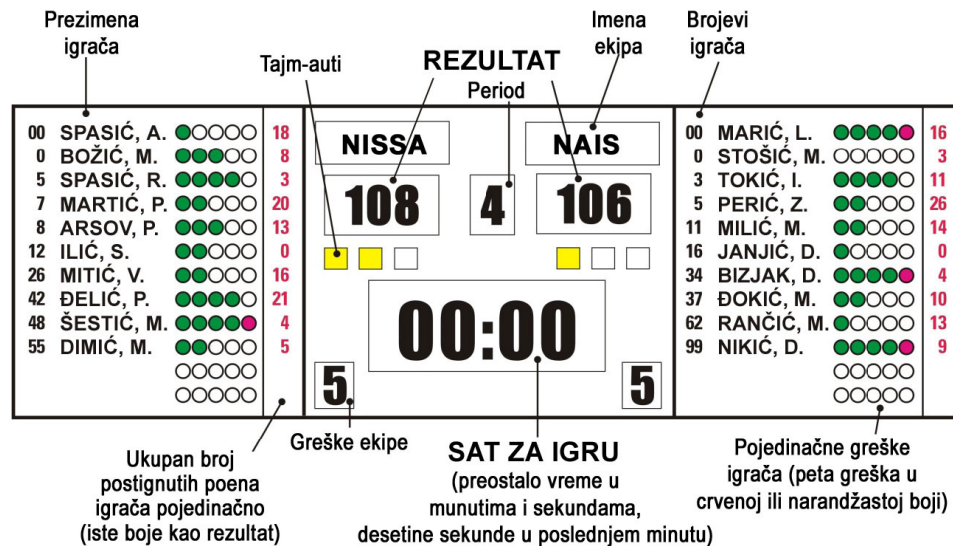 Prezimena
igrača
Tajm-auti
REZULTAT
Period
Imena
ekipa
Brojevi
igrača
00 SPASIĆ, A. 18
0 BOŽIĆ, M. 8
5 SPASIĆ, R. 3
7 MARTIĆ, P. 20
8 ARSOV, P. 13
12 ILIĆ, S. 0
26 MITIĆ, V. 16
42 ĐELIĆ, P. 21
48 ŠESTIĆ, M. 4
55 DIMIĆ, M. 5
NISSA
NAIS
108
4
106
00:00
5
5
00 MARIĆ, L. 16
0 STOŠIĆ, M. 3
3 TOKIĆ, I. 11
5 PERIĆ, Z. 26
11 MILIĆ, M. 14
16 JANJIĆ, D. 0
34 BIZJAK, D. 4
37 ĐOKIĆ, M. 10
62 RANČIĆ, M. 13
99 NIKIĆ, D. 9
Ukupan broj
postignutih poena
igrača pojedinačno
(iste boje kao rezultat)
Greške ekipe
SAT ZA IGRU
(preostalo vreme u
munutima i sekundama,
desetine sekunde u poslednjem minutu)
Pojedinačne greške
igrača (peta greška u
crvenoj ili narandžastoj boji)